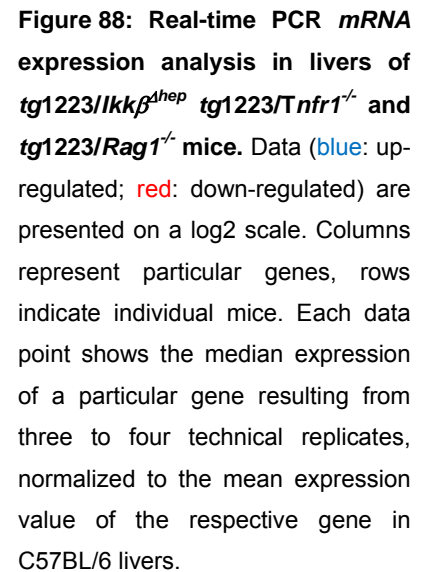 Figure 88: Real-time PCR mRNA
expression analysis in livers of
tg1223/Ikkβ^Δhep tg1223/Tnfr1^-/- and
tg1223/Rag1^-/- mice. Data (blue: up-
regulated; red: down-regulated) are
presented on a log2 scale. Columns
represent particular genes, rows
indicate individual mice. Each data
point shows the median expression
of a particular gene resulting from
three to four technical replicates,
normalized to the mean expression
value of the respective gene in
C57BL/6 livers.